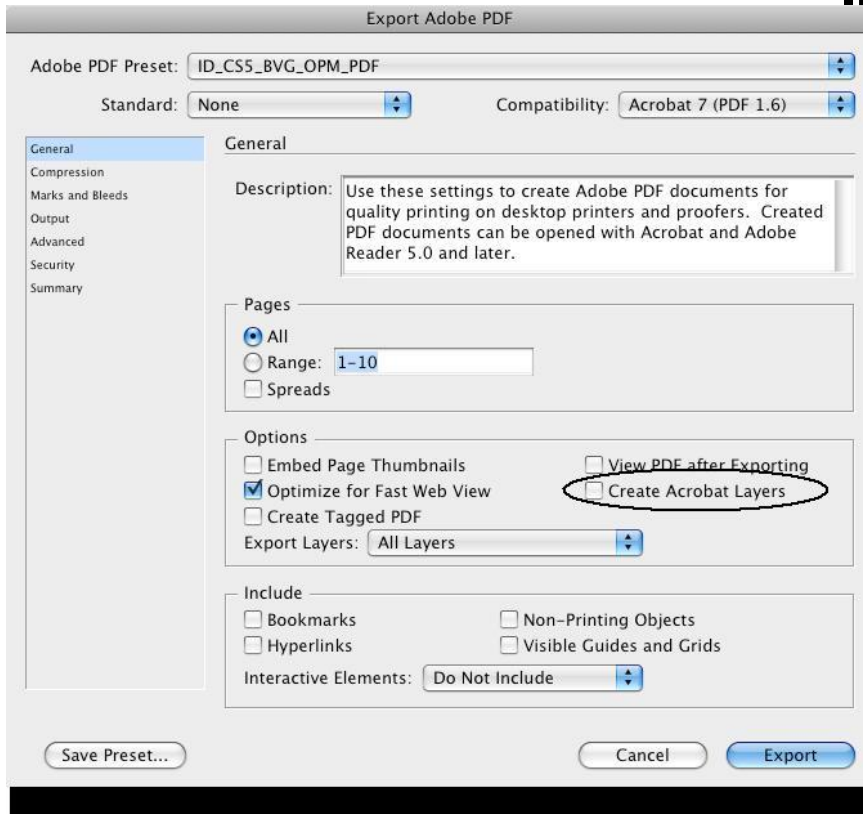 Export Adobe PDF
Adobe PDF Preset: ID_CS5_BVG_OPM_PDF
Standard: None Compatibility: Acrobat 7 (PDF 1.6)
General
Compression
Marks and Bleeds
Output
Advanced
Security
Summary
General
Description: Use these settings to create Adobe PDF documents for
quality printing on desktop printers and proofers. Created
PDF documents can be opened with Acrobat and Adobe
Reader 5.0 and later.
Pages
All
Range: 1-10
Spreads
Options
Embed Page Thumbnails View PDF after Exporting
Optimize for Fast Web View Create Acrobat Layers
Create Tagged PDF
Export Layers: All Layers
Include
Bookmarks Non-Printing Objects
Hyperlinks Visible Guides and Grids
Interactive Elements: Do Not Include
Save Preset... Cancel Export